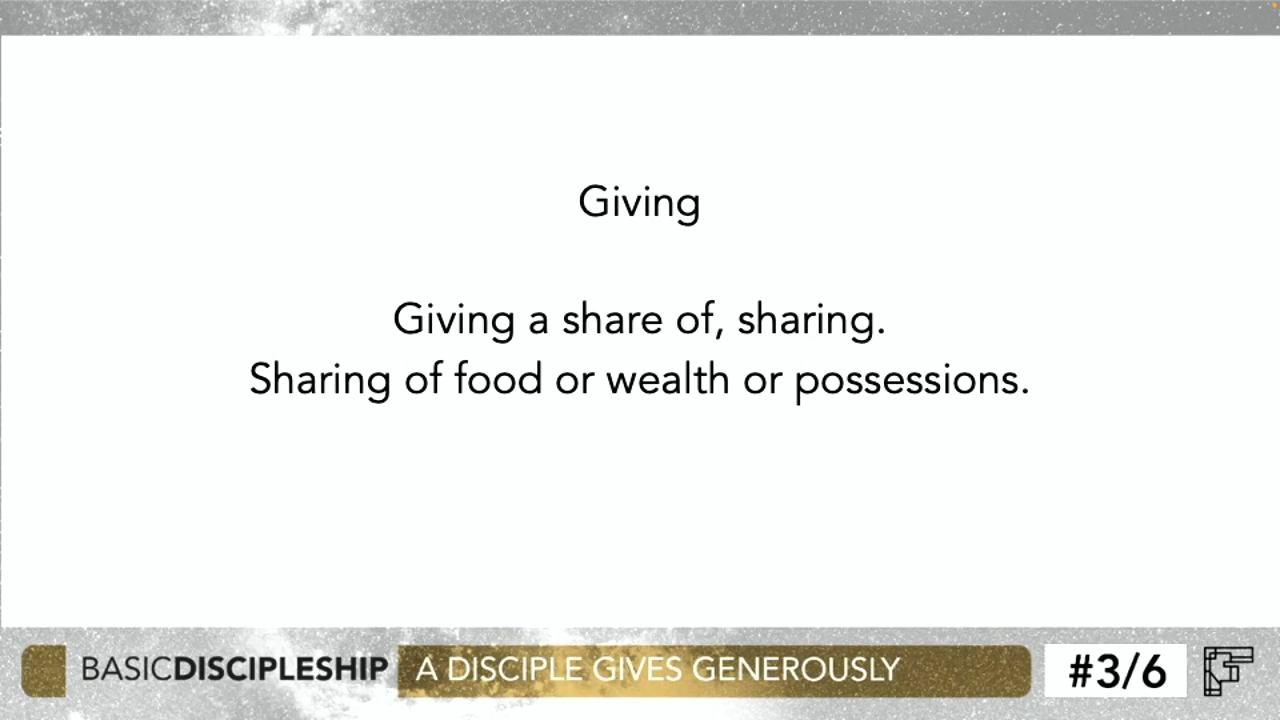 Giving
Giving a share of, sharing.
Sharing of food or wealth or possessions.
BASICDISCIPLESHIP A DISCIPLE GIVES GENEROUSLY #3/6